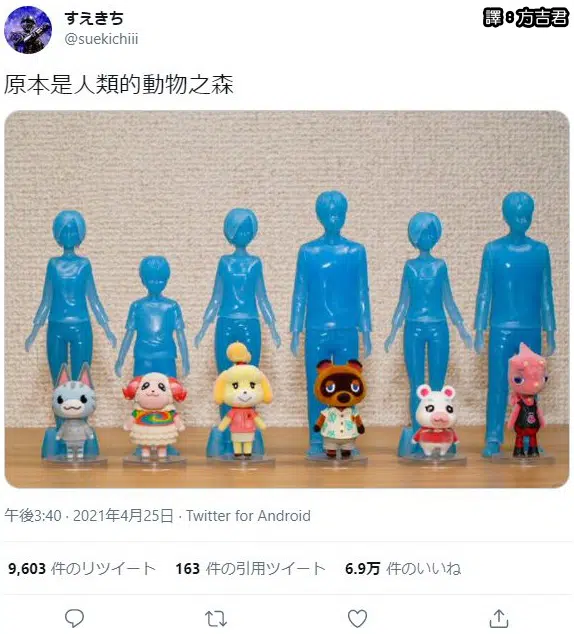 すえきち
@suekichiii
譯：方吉君
原本是人類的動物之森
午後3:40 · 2021年4月25日 · Twitter for Android
9,603 件のリツイート 163 件の引用ツイート 6.9万 件のいいね